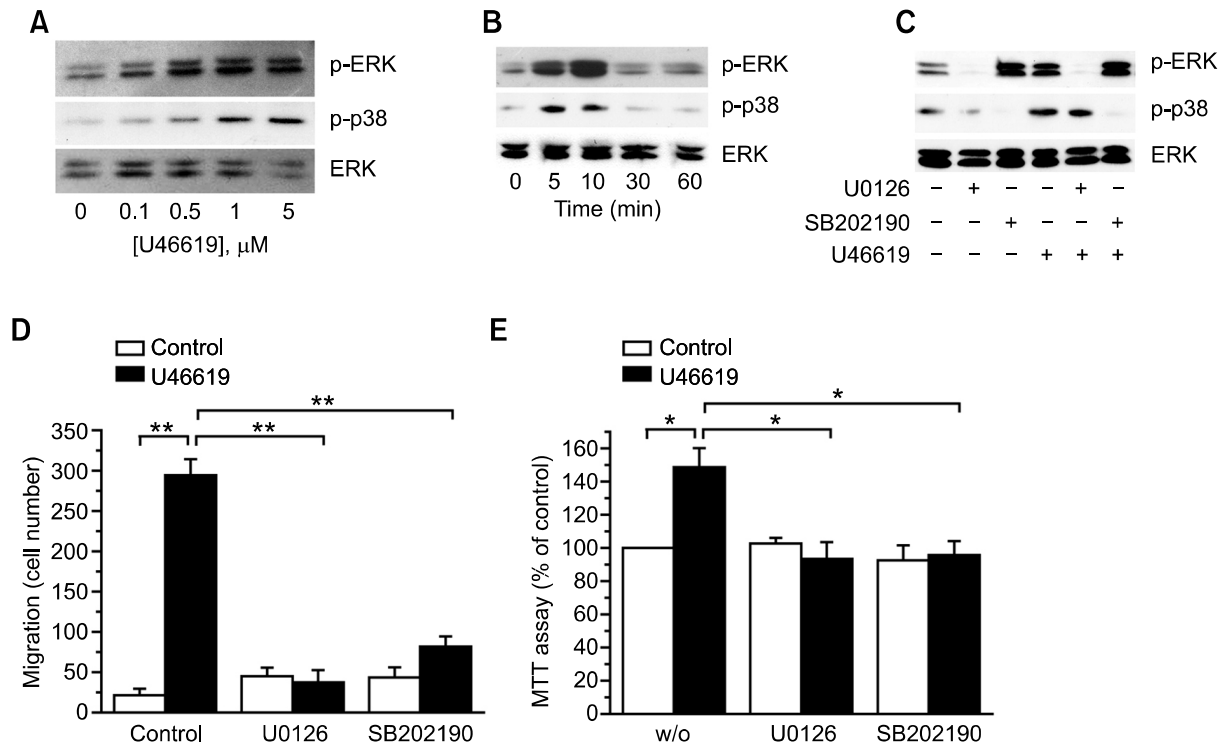 A
p-ERK
p-p38
ERK
0 0.1 0.5 1 5
[U46619], μM
B
p-ERK
p-p38
ERK
0 5 10 30 60
Time (min)
C
p-ERK
p-p38
ERK
U0126 – + – – + –
SB202190 – – + – – +
U46619 – – – + + +
D
Control
U46619
Migration (cell number)
350
300
250
200
150
100
50
0
** ** **
Control U0126 SB202190
E
Control
U46619
MTT assay (% of control)
160
140
120
100
80
60
40
20
0
* * *
w/o U0126 SB202190